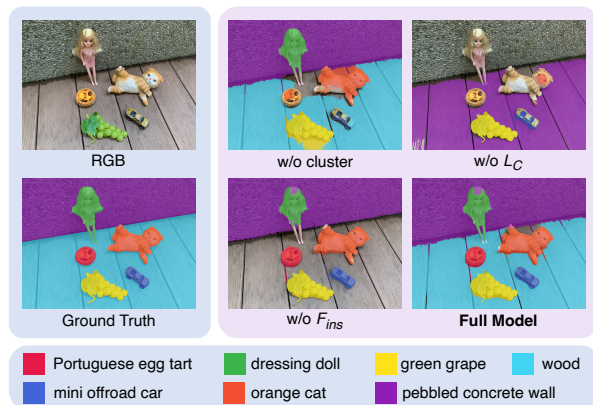 RGB
w/o cluster
w/o L_C
Ground Truth
w/o F_ins
Full Model
Portuguese egg tart
dressing doll
green grape
wood
mini offroad car
orange cat
pebbled concrete wall